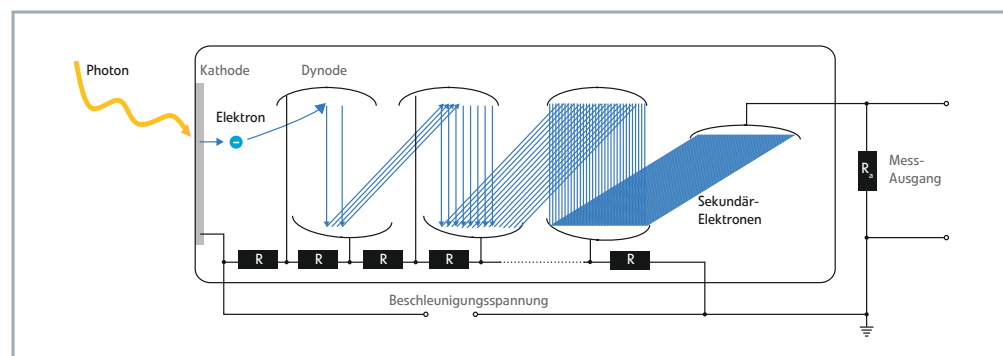 Photon
Kathode
Dynode
Elektron
Sekundär-
Elektronen
R
R
R
R
R
Rₐ
Mess-
Ausgang
Beschleunigungsspannung